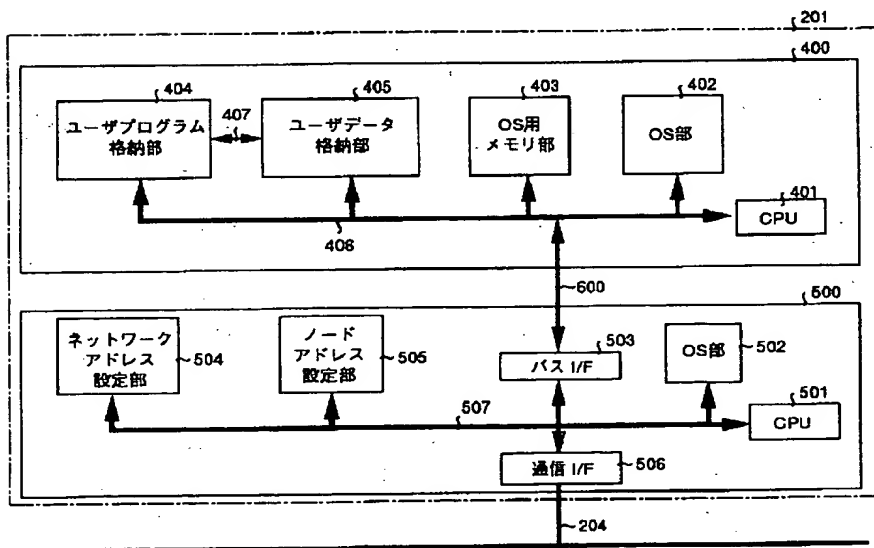 201
400
404
ユーザプログラム
格納部
407
405
ユーザデータ
格納部
403
OS用
メモリ部
402
OS部
401
CPU
408
600
500
ネットワーク
アドレス
設定部
504
ノード
アドレス
設定部
505
503
バス I/F
OS部
502
501
CPU
507
通信 I/F
506
204